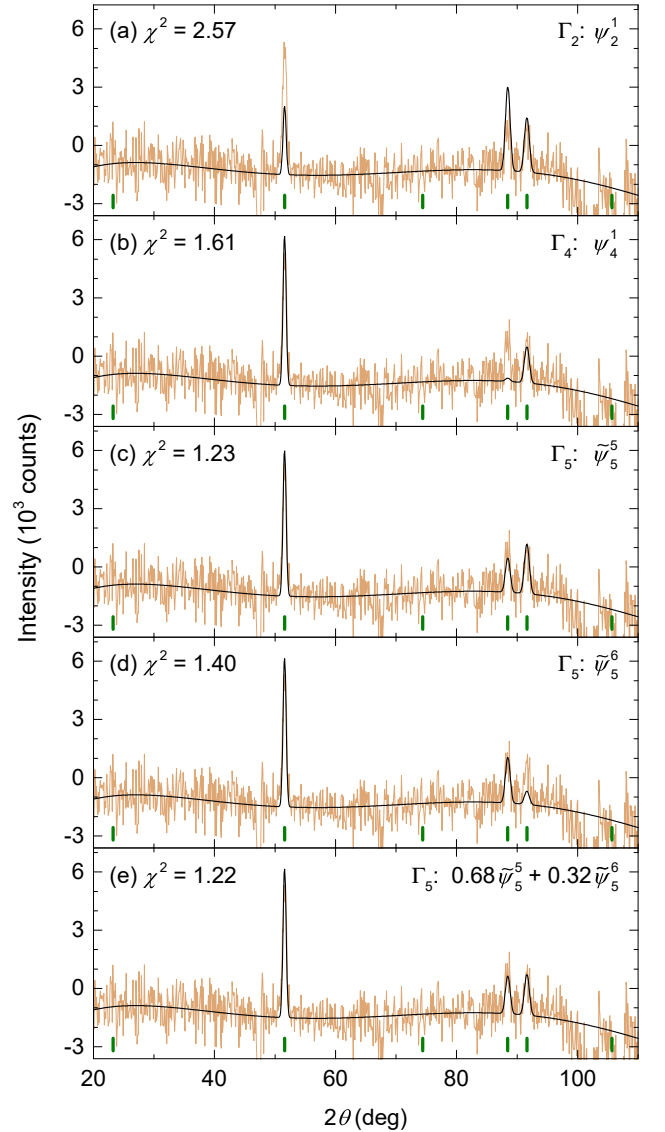 (a) χ² = 2.57 Γ₂: ψ₂¹
6
3
0
-3
(b) χ² = 1.61 Γ₄: ψ₄¹
6
3
0
-3
(c) χ² = 1.23 Γ₅: ψ̃₅⁵
6
3
0
-3
(d) χ² = 1.40 Γ₅: ψ̃₅⁶
6
3
0
-3
(e) χ² = 1.22 Γ₅: 0.68 ψ̃₅⁵ + 0.32 ψ̃₅⁶
6
3
0
-3
Intensity (10³ counts)
20 40 60 80 100
2θ (deg)